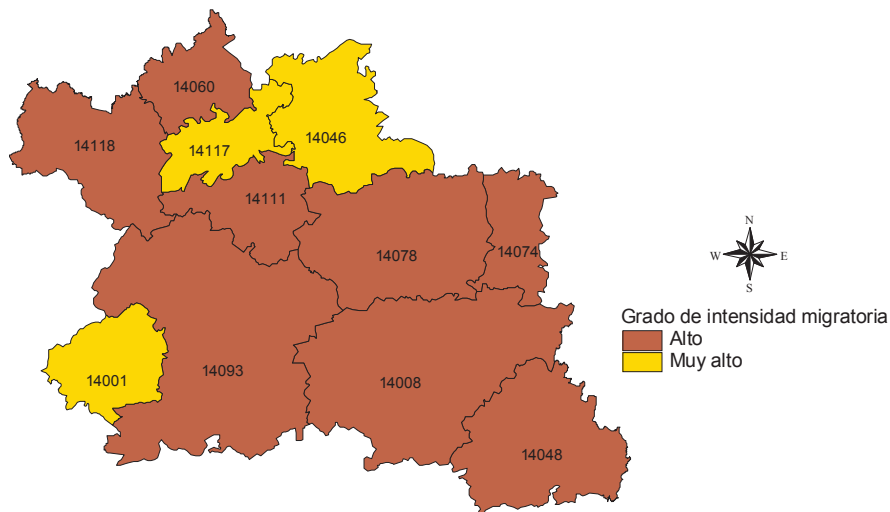 14060
14118
14117
14046
14111
14078
14074
14001
14093
14008
14048
N
W
E
S
Grado de intensidad migratoria
Alto
Muy alto